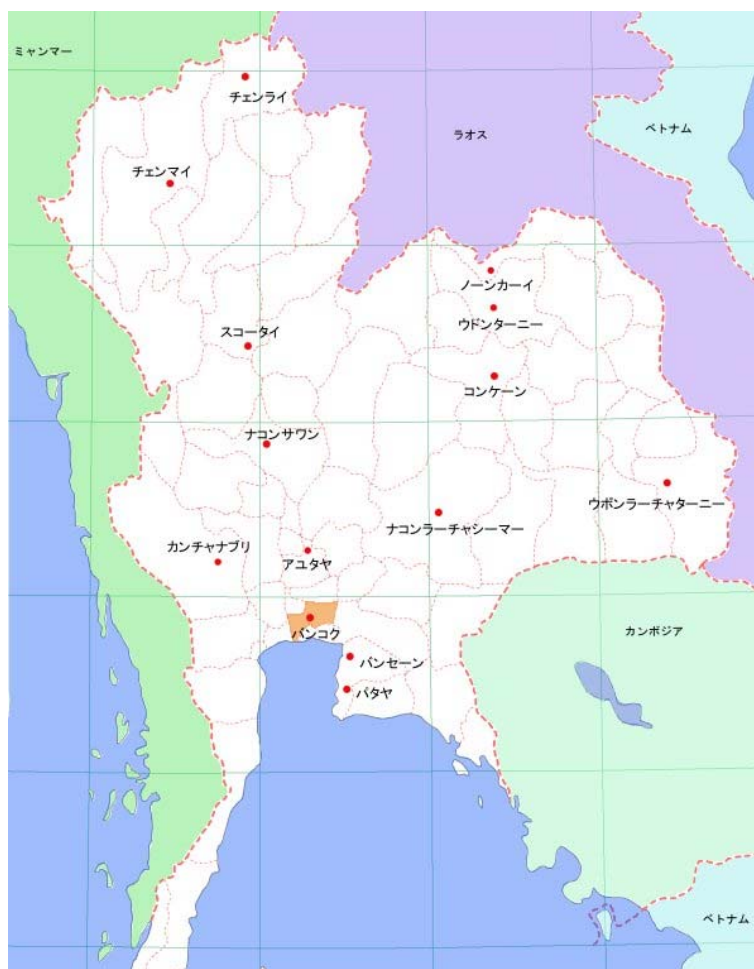 ミャンマー
チェンライ
ラオス
ベトナム
チェンマイ
ノーンカーイ
ウドンターニー
スコータイ
コンケーン
ナコンサワン
ウボンラーチャターニー
ナコンラーチャシーマー
カンチャナブリ
アユタヤ
バンコク
カンボジア
バンセーン
パタヤ
ベトナム